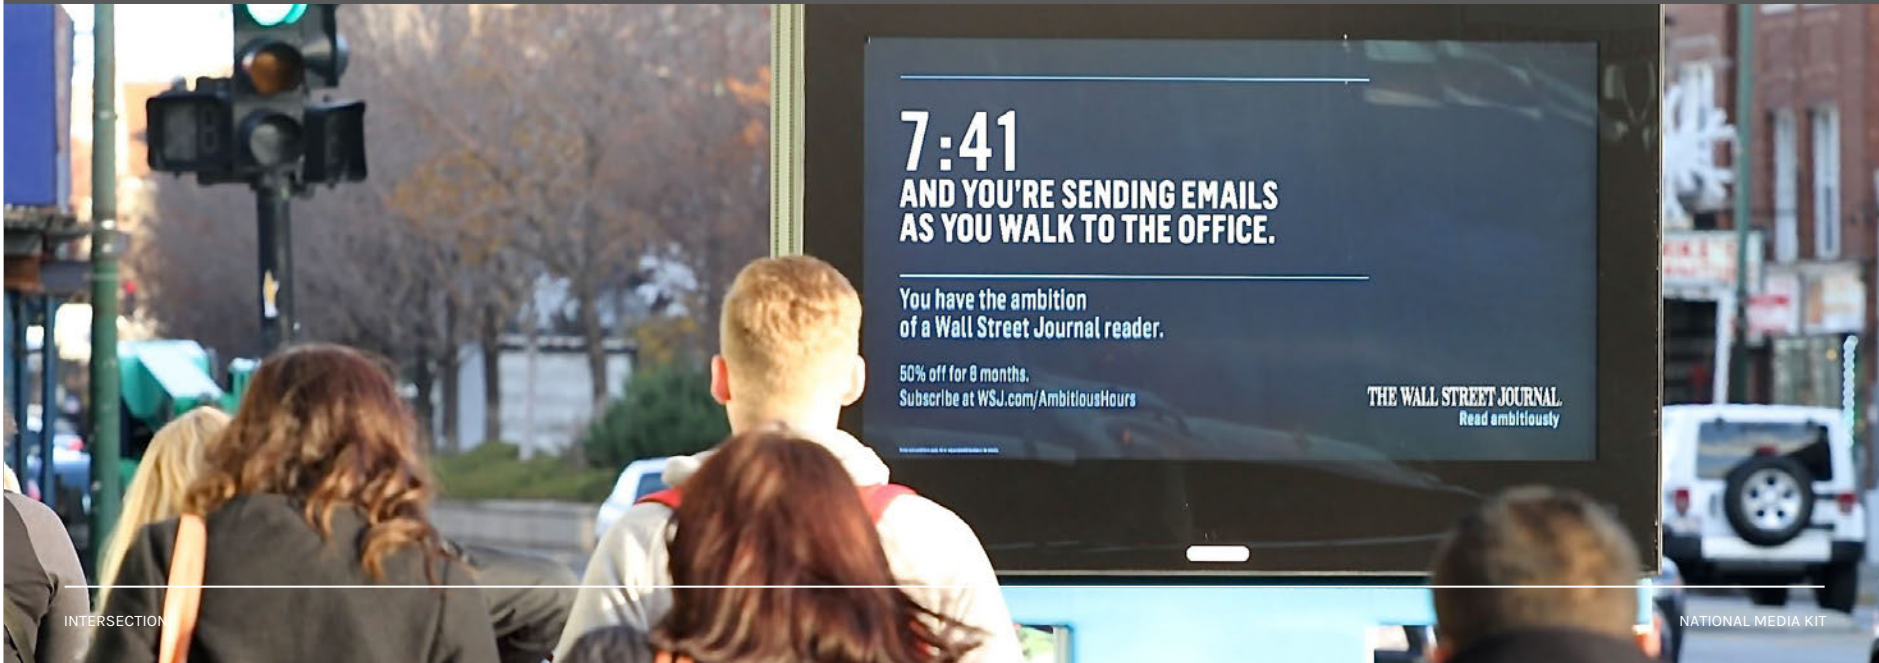 7:41
AND YOU'RE SENDING EMAILS
AS YOU WALK TO THE OFFICE.
You have the ambition
of a Wall Street Journal reader.
50% off for 8 months.
Subscribe at WSJ.com/AmbitiousHours
THE WALL STREET JOURNAL.
Read ambitiously
INTERSECTION
NATIONAL MEDIA KIT